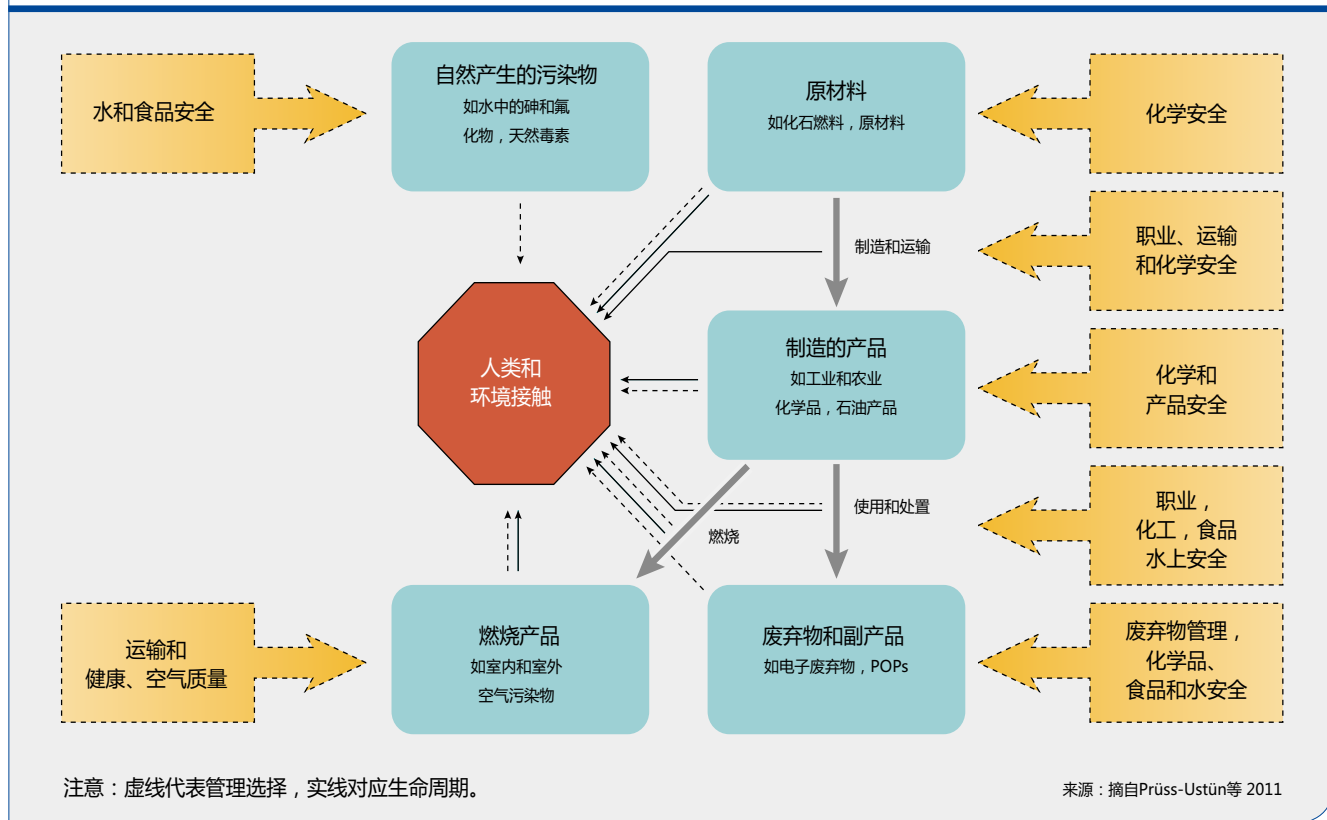 水和食品安全
自然产生的污染物
如水中的砷和氟
化物，天然毒素
原材料
如化石燃料，原材料
化学安全
制造和运输
职业、运输
和化学安全
人类和
环境接触
制造的产品
如工业和农业
化学品，石油产品
化学和
产品安全
使用和处置
燃烧
职业，
化工，食品
水上安全
运输和
健康、空气质量
燃烧产品
如室内和室外
空气污染物
废弃物和副产品
如电子废弃物，POPs
废弃物管理，
化学品、
食品和水安全
注意：虚线代表管理选择，实线对应生命周期。
来源：摘自Prüss-Ustün等 2011